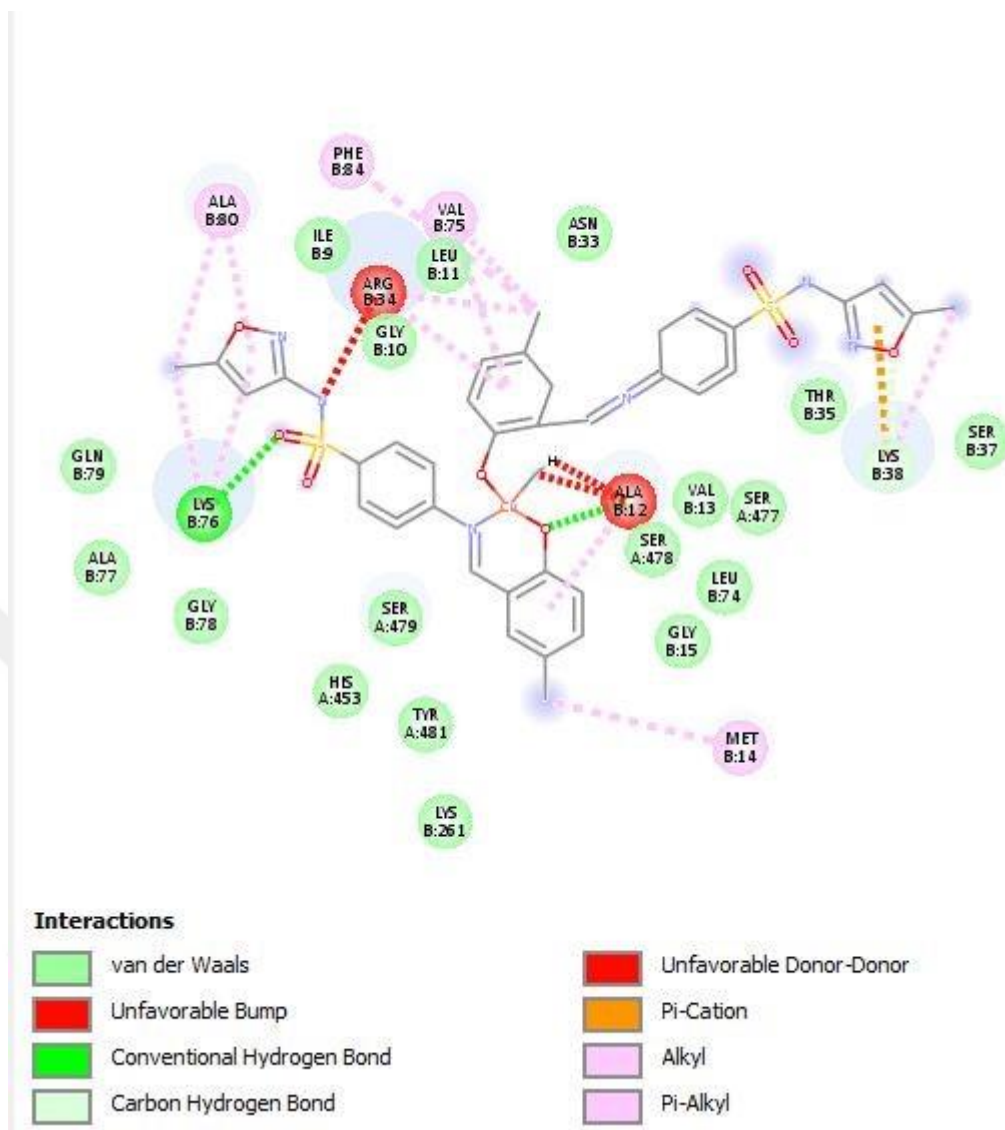 PHE
B:84
ALA
B:80
VAL
B:75
ASN
B:33
ILE
B:9
LEU
B:11
ARG
B:34
GLY
B:10
THR
B:35
SER
B:37
LYS
B:38
GLN
B:79
LYS
B:76
H
ALA
B:12
VAL
B:13
SER
A:477
SER
A:478
ALA
B:77
LEU
B:74
GLY
B:78
SER
A:479
GLY
B:15
HIS
A:453
TYR
A:481
MET
B:14
LYS
B:261
Interactions
van der Waals
Unfavorable Bump
Conventional Hydrogen Bond
Carbon Hydrogen Bond
Unfavorable Donor-Donor
Pi-Cation
Alkyl
Pi-Alkyl